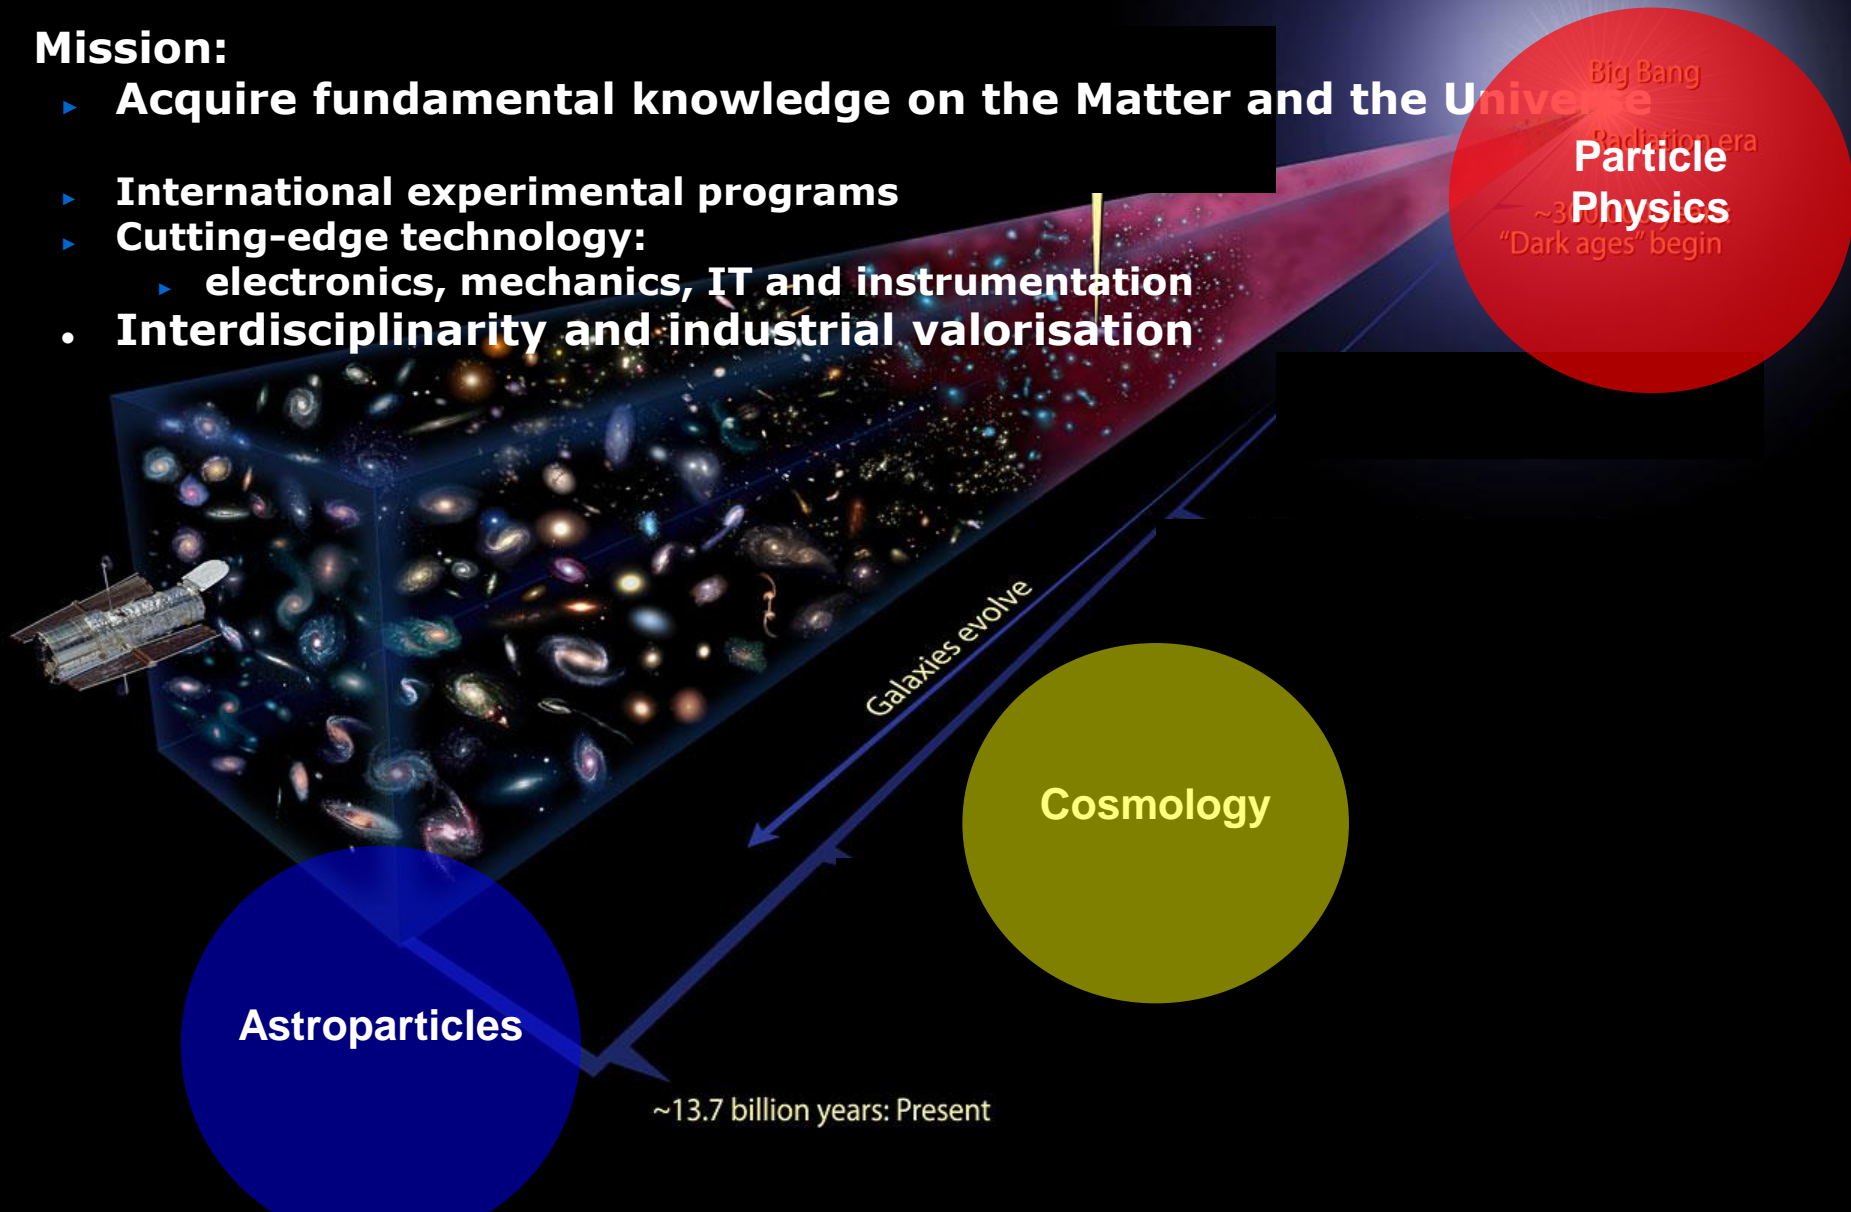 Mission:
Acquire fundamental knowledge on the Matter and the Universe
International experimental programs
Cutting-edge technology:
electronics, mechanics, IT and instrumentation
Interdisciplinarity and industrial valorisation
Big Bang
Radiation era
Particle
Physics
"Dark ages" begin
Galaxies evolve
Cosmology
Astroparticles
~13.7 billion years: Present